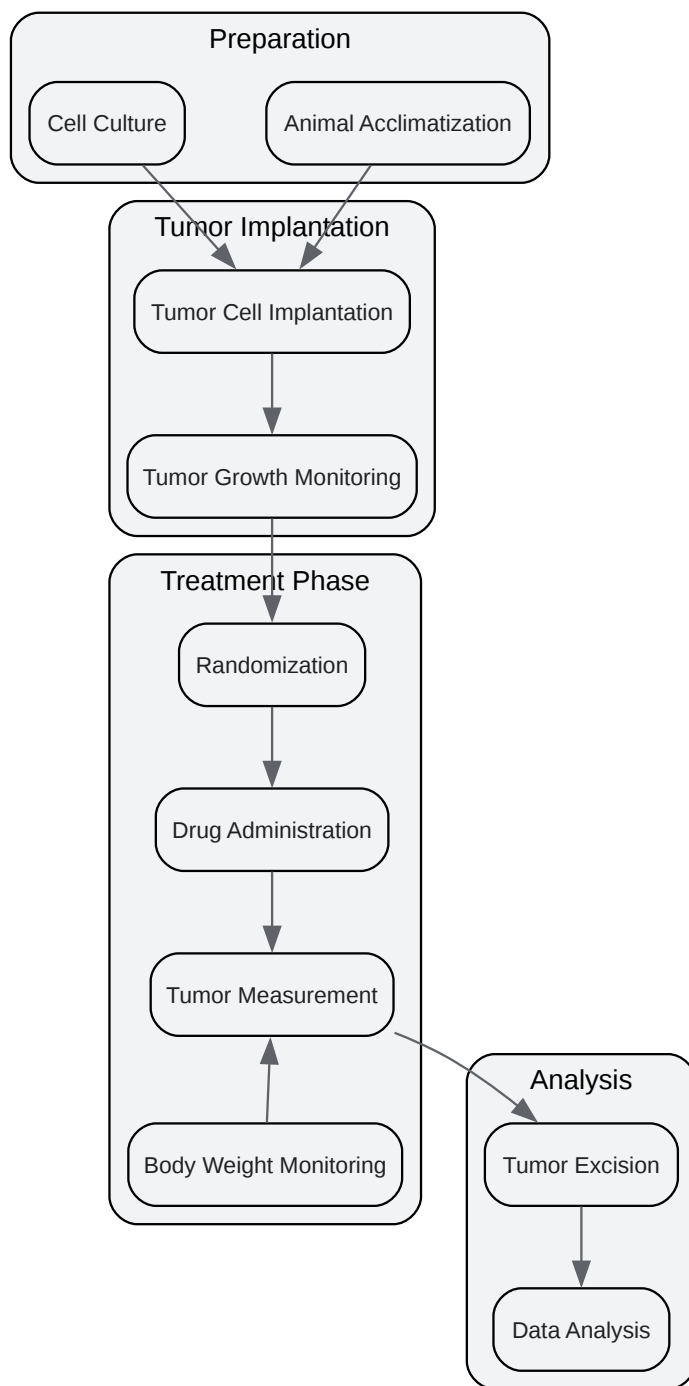 Preparation
Cell Culture
Animal Acclimatization
Tumor Implantation
Tumor Cell Implantation
Tumor Growth Monitoring
Treatment Phase
Randomization
Drug Administration
Tumor Measurement
Body Weight Monitoring
Analysis
Tumor Excision
Data Analysis